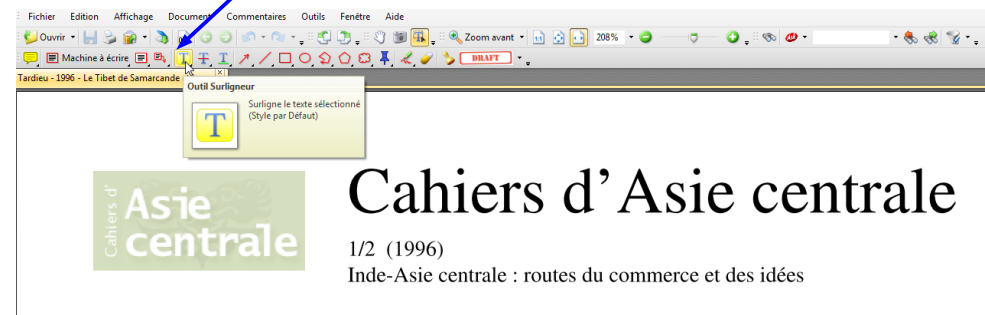 Fichier Edition Affichage Document Commentaires Outils Fenêtre Aide
Ouvrir Zoom avant 208%
Machine à écrire DRAFT
Tardieu - 1996 - Le Tibet de Samarcande
Outil Surligneur
T
Surligne le texte sélectionné
(Style par Défaut)
Cahiers d'
Asie
centrale
Cahiers d'Asie centrale
1/2 (1996)
Inde-Asie centrale : routes du commerce et des idées